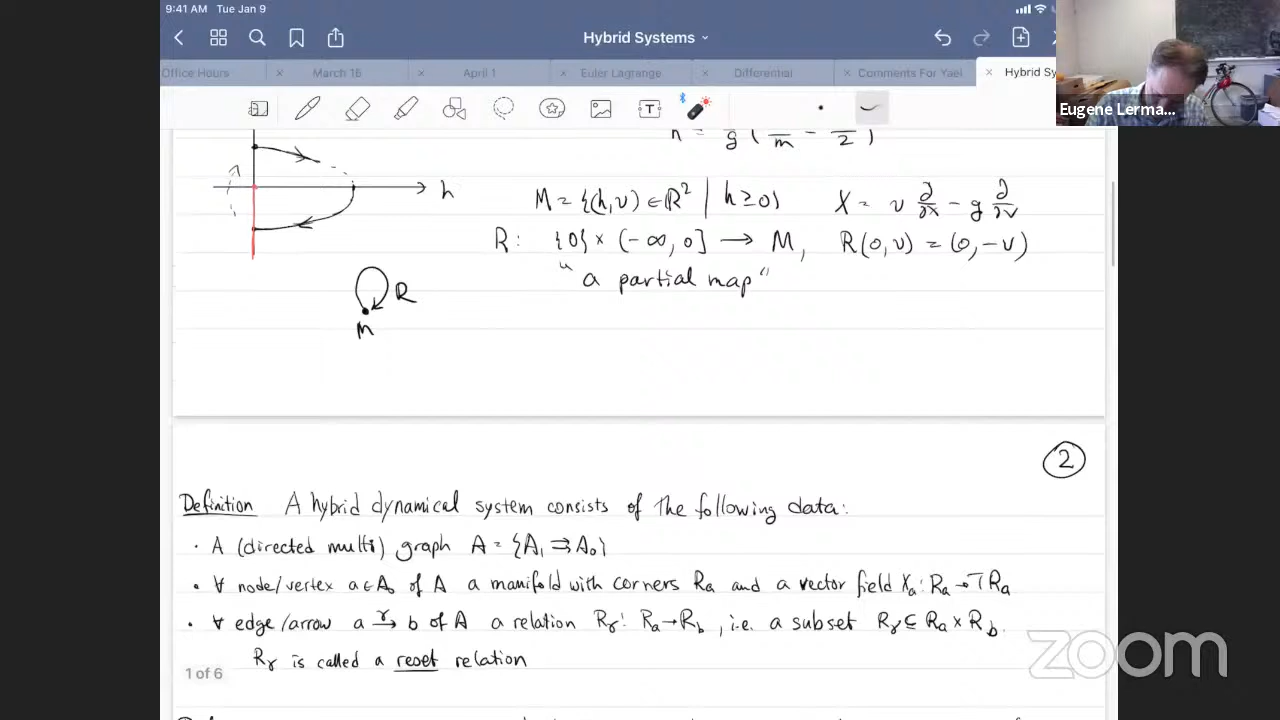 9:41 AM Tue Jan 9
Hybrid Systems
Office Hours
March 16
April 1
Euler Lagrange
Differential
Comments For Yael
Hybrid Sy
Eugene Lerma...
h
M = {(h,v) ∈ ℝ² | h ≥ 0} X = v ∂/∂x − g ∂/∂v
R: {0} × (−∞, 0] → M, R(0,v) = (0,−v)
"a partial map"
R
M
2
Definition A hybrid dynamical system consists of the following data:
· A (directed multi) graph A = {A₁ ⇉ A₀}
· ∀ node/vertex a ∈ A₀ of A a manifold with corners Rₐ and a vector field Xₐ: Rₐ → TRₐ
· ∀ edge/arrow a →^γ b of A a relation R_γ: Rₐ → R_b, i.e. a subset R_γ ⊆ Rₐ × R_b.
R_γ is called a reset relation
1 of 6
zoom